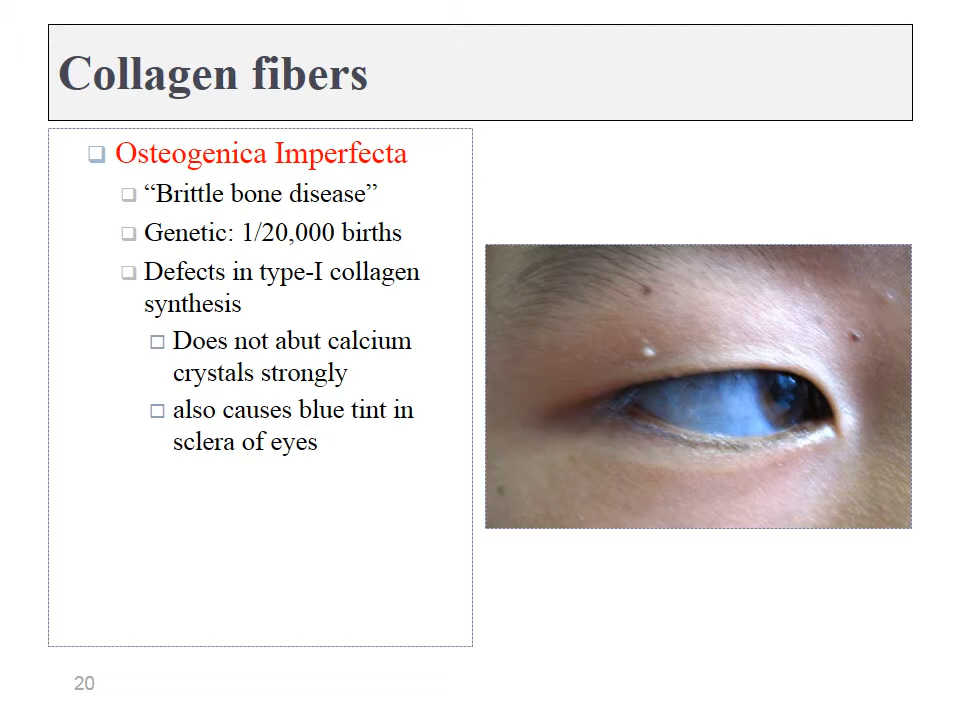 Collagen fibers
Osteogenica Imperfecta
“Brittle bone disease”
Genetic: 1/20,000 births
Defects in type-I collagen
synthesis
Does not abut calcium
crystals strongly
also causes blue tint in
sclera of eyes
20